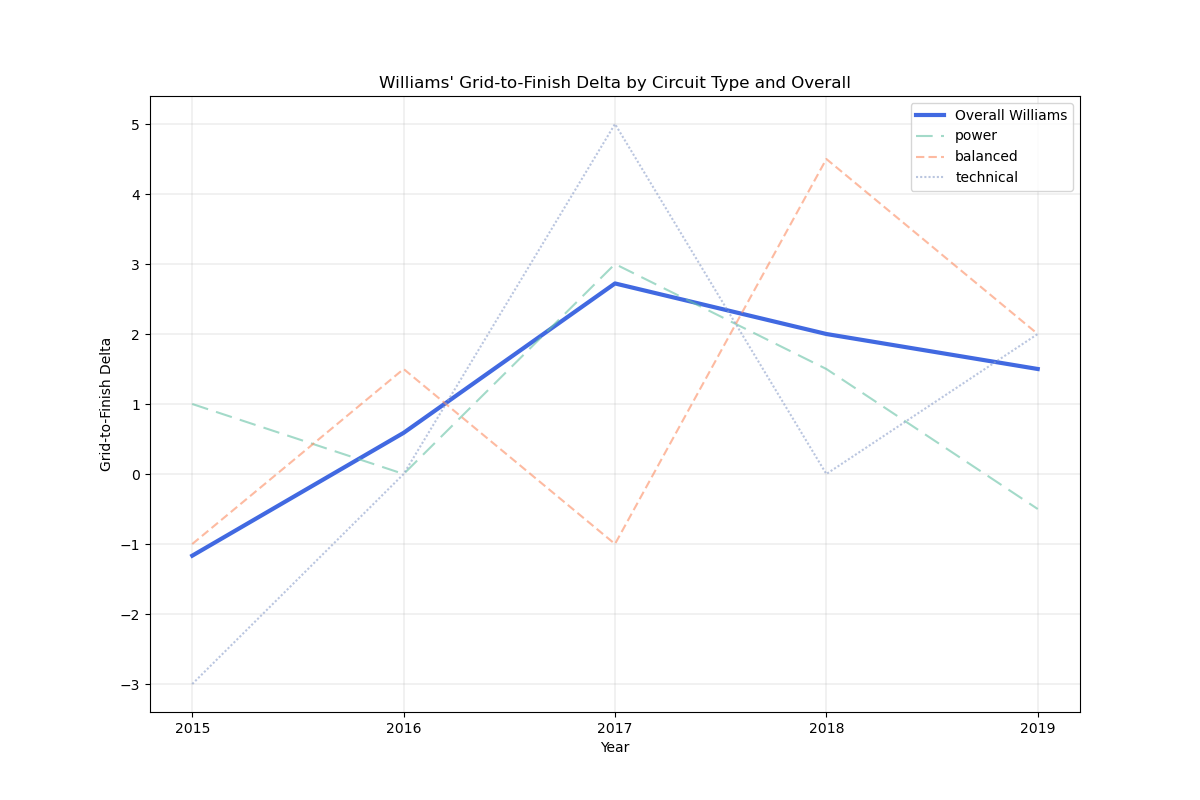 Williams' Grid-to-Finish Delta by Circuit Type and Overall
Overall Williams
power
balanced
technical
5
4
3
2
1
0
−1
−2
−3
Grid-to-Finish Delta
2015 2016 2017 2018 2019
Year